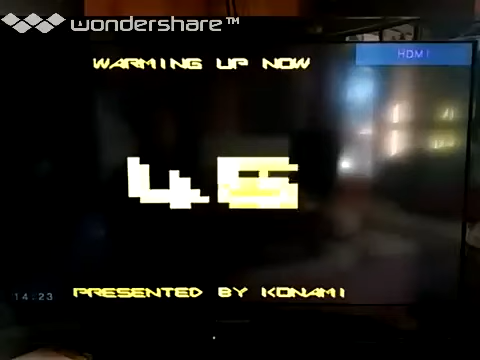 wondershare™
HDMI
WARMING UP NOW
45
14:23
PRESENTED BY KONAMI